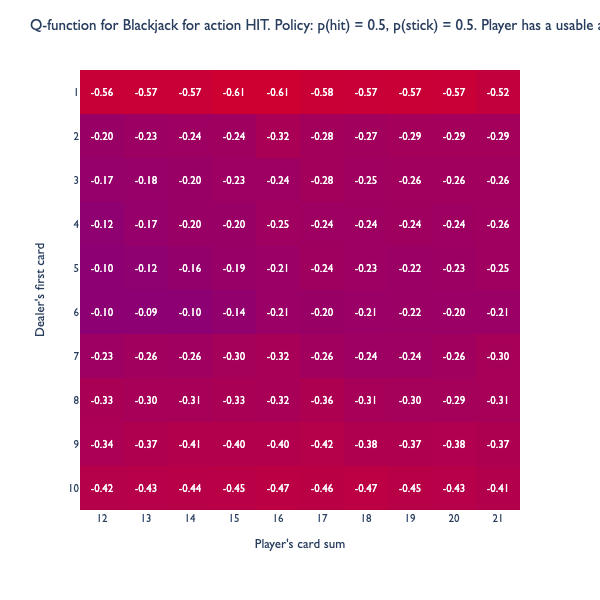 Q-function for Blackjack for action HIT. Policy: p(hit) = 0.5, p(stick) = 0.5. Player has a usable
Dealer's first card
1 -0.56 -0.57 -0.57 -0.61 -0.61 -0.58 -0.57 -0.57 -0.57 -0.52
2 -0.20 -0.23 -0.24 -0.24 -0.32 -0.28 -0.27 -0.29 -0.29 -0.29
3 -0.17 -0.18 -0.20 -0.23 -0.24 -0.28 -0.25 -0.26 -0.26 -0.26
4 -0.12 -0.17 -0.20 -0.20 -0.25 -0.24 -0.24 -0.24 -0.24 -0.26
5 -0.10 -0.12 -0.16 -0.19 -0.21 -0.24 -0.23 -0.22 -0.23 -0.25
6 -0.10 -0.09 -0.10 -0.14 -0.21 -0.20 -0.21 -0.22 -0.20 -0.21
7 -0.23 -0.26 -0.26 -0.30 -0.32 -0.26 -0.24 -0.24 -0.26 -0.30
8 -0.33 -0.30 -0.31 -0.33 -0.32 -0.36 -0.31 -0.30 -0.29 -0.31
9 -0.34 -0.37 -0.41 -0.40 -0.40 -0.42 -0.38 -0.37 -0.38 -0.37
10 -0.42 -0.43 -0.44 -0.45 -0.47 -0.46 -0.47 -0.45 -0.43 -0.41
12 13 14 15 16 17 18 19 20 21
Player's card sum